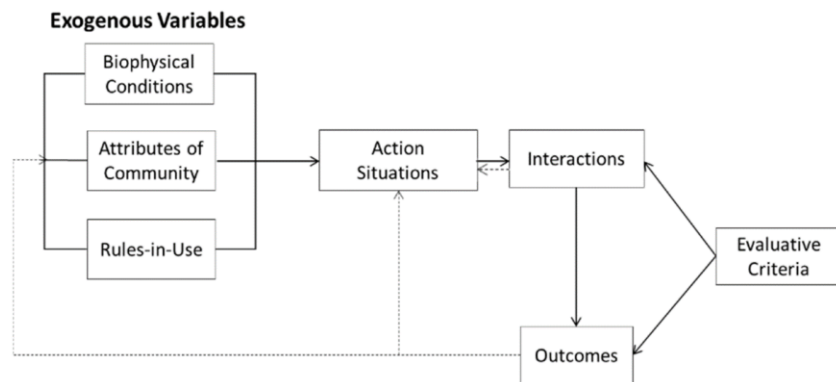 Exogenous Variables
Biophysical
Conditions
Attributes of
Community
Rules-in-Use
Action
Situations
Interactions
Evaluative
Criteria
Outcomes